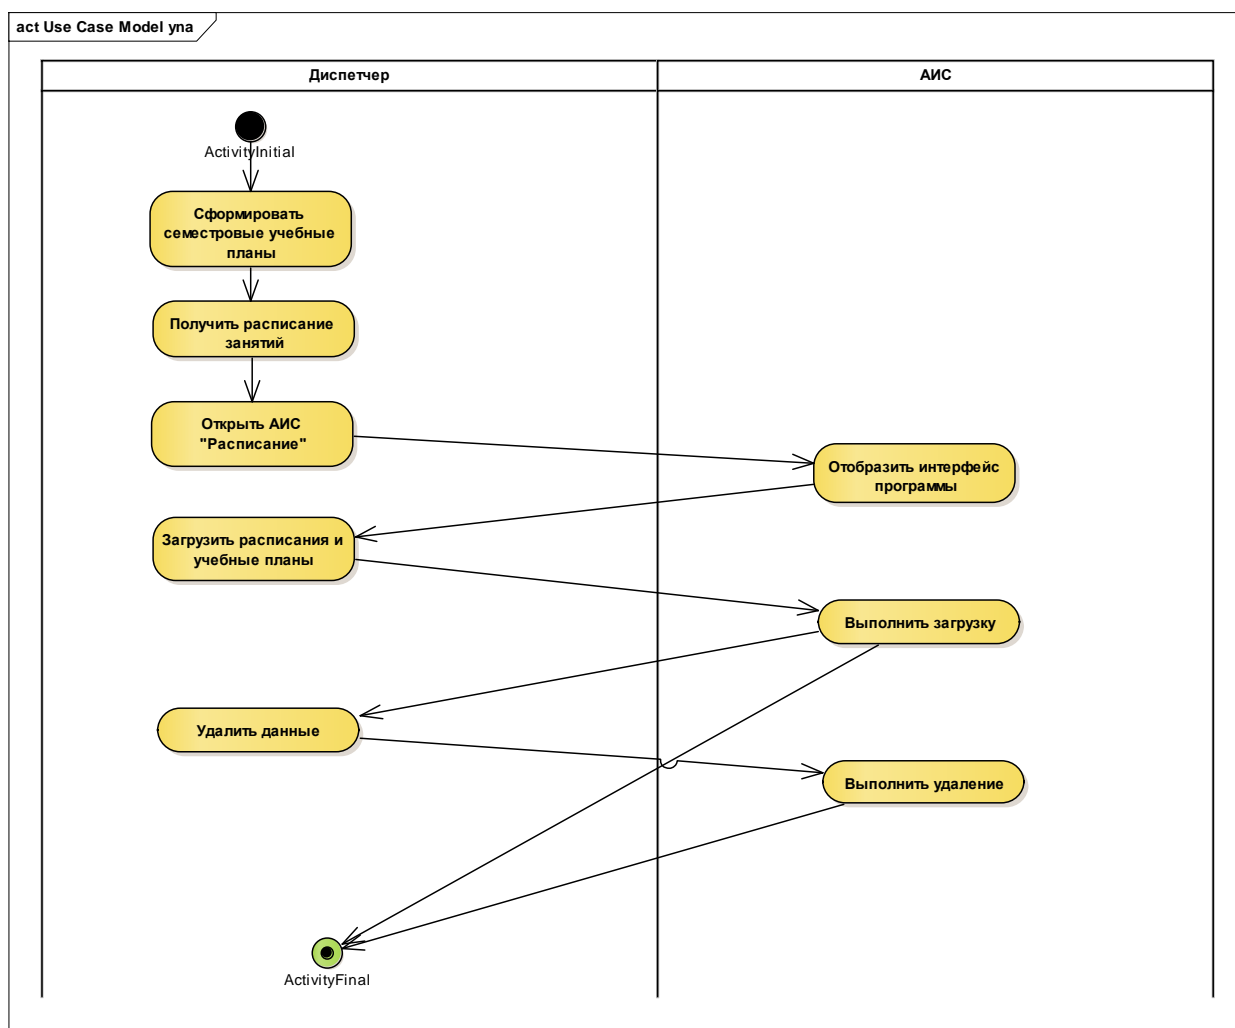 act Use Case Model yna
Диспетчер
АИС
ActivityInitial
Сформировать
семестровые учебные
планы
Получить расписание
занятий
Открыть АИС
"Расписание"
Отобразить интерфейс
программы
Загрузить расписания и
учебные планы
Выполнить загрузку
Удалить данные
Выполнить удаление
ActivityFinal